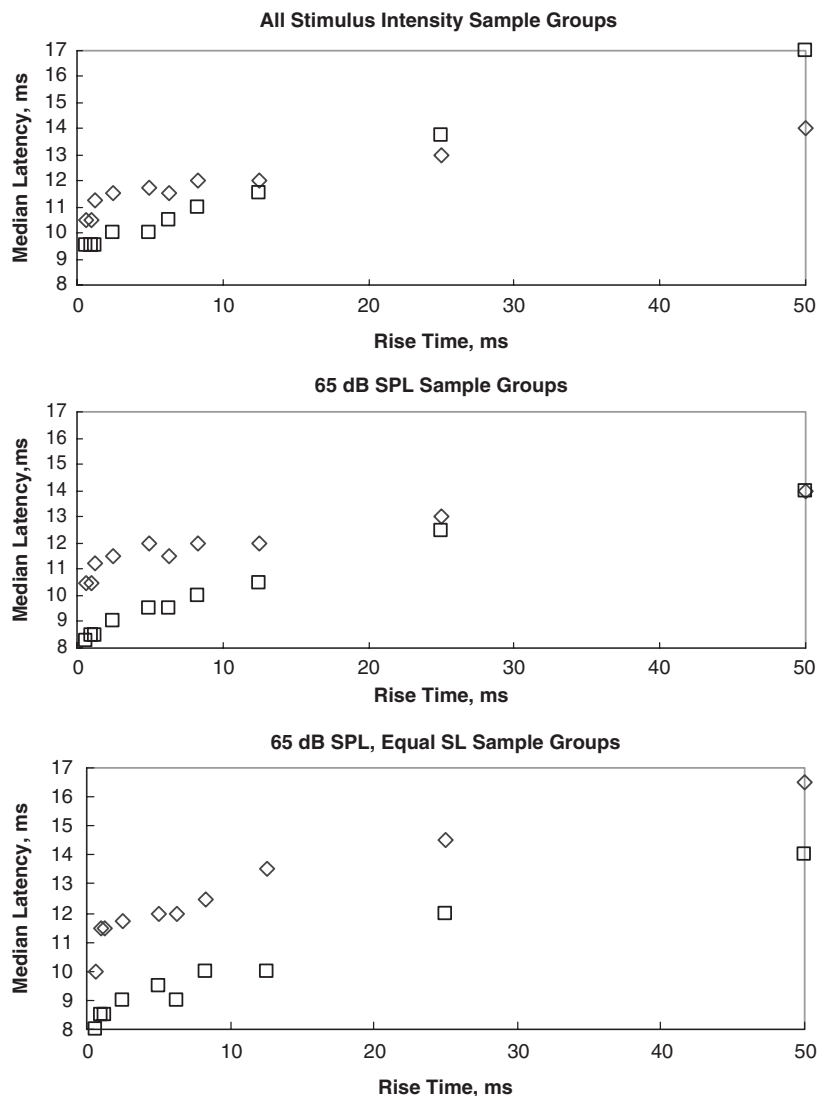 All Stimulus Intensity Sample Groups
17
16
15
14
13
12
11
10
9
8
Median Latency, ms
0 10 20 30 40 50
Rise Time, ms
65 dB SPL Sample Groups
17
16
15
14
13
12
11
10
9
8
Median Latency,ms
0 10 20 30 40 50
Rise Time, ms
65 dB SPL, Equal SL Sample Groups
17
16
15
14
13
12
11
10
9
8
Median Latency, ms
0 10 20 30 40 50
Rise Time, ms